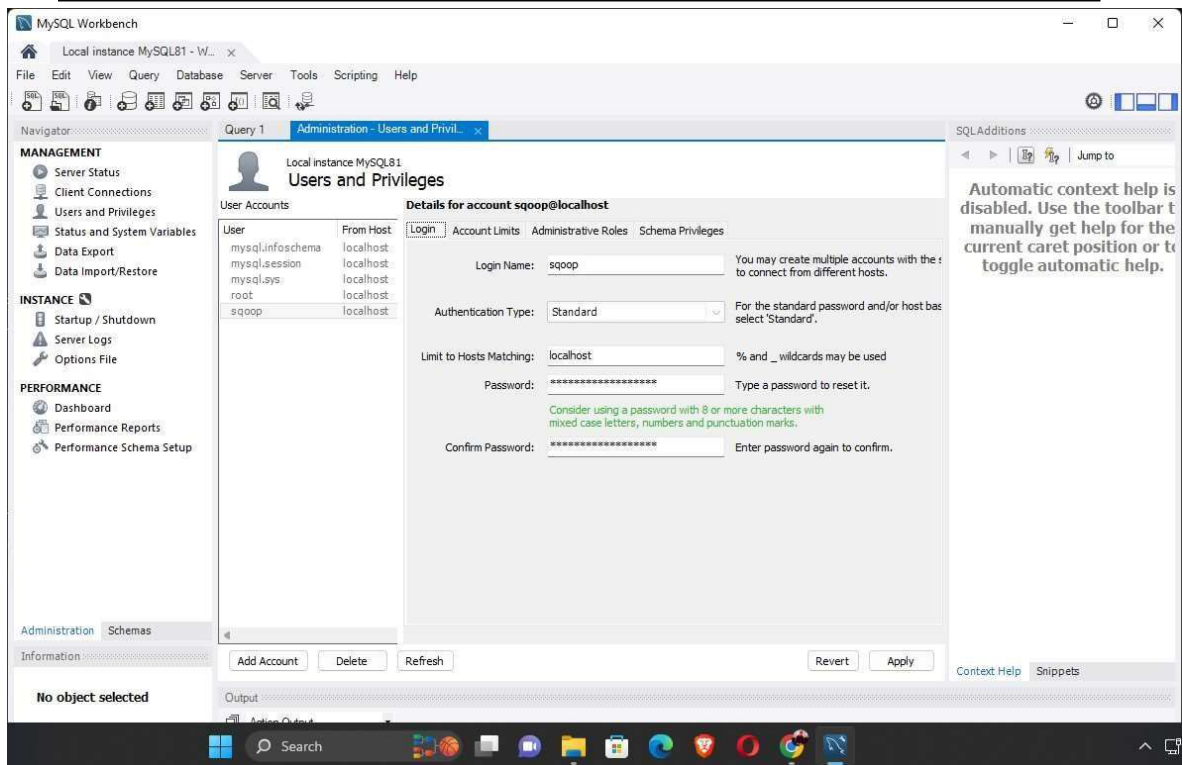 MySQL Workbench
Local instance MySQL81 - W...
File Edit View Query Database Server Tools Scripting Help
Navigator
MANAGEMENT
Server Status
Client Connections
Users and Privileges
Status and System Variables
Data Export
Data Import/Restore
INSTANCE
Startup / Shutdown
Server Logs
Options File
PERFORMANCE
Dashboard
Performance Reports
Performance Schema Setup
Administration Schemas
Information
No object selected
Query 1 Administration - Users and Privil...
Local instance MySQL81
Users and Privileges
User Accounts
User From Host
mysql.infoschema localhost
mysql.session localhost
mysql.sys localhost
root localhost
sqoop localhost
Details for account sqoop@localhost
Login Account Limits Administrative Roles Schema Privileges
Login Name: sqoop You may create multiple accounts with the s
to connect from different hosts.
Authentication Type: Standard For the standard password and/or host bas
select 'Standard'.
Limit to Hosts Matching: localhost % and _ wildcards may be used
Password: ****************** Type a password to reset it.
Consider using a password with 8 or more characters with
mixed case letters, numbers and punctuation marks.
Confirm Password: ****************** Enter password again to confirm.
Add Account Delete Refresh Revert Apply
Output
Action Output
SQLAdditions
Jump to
Automatic context help is
disabled. Use the toolbar t
manually get help for the
current caret position or to
toggle automatic help.
Context Help Snippets
Search